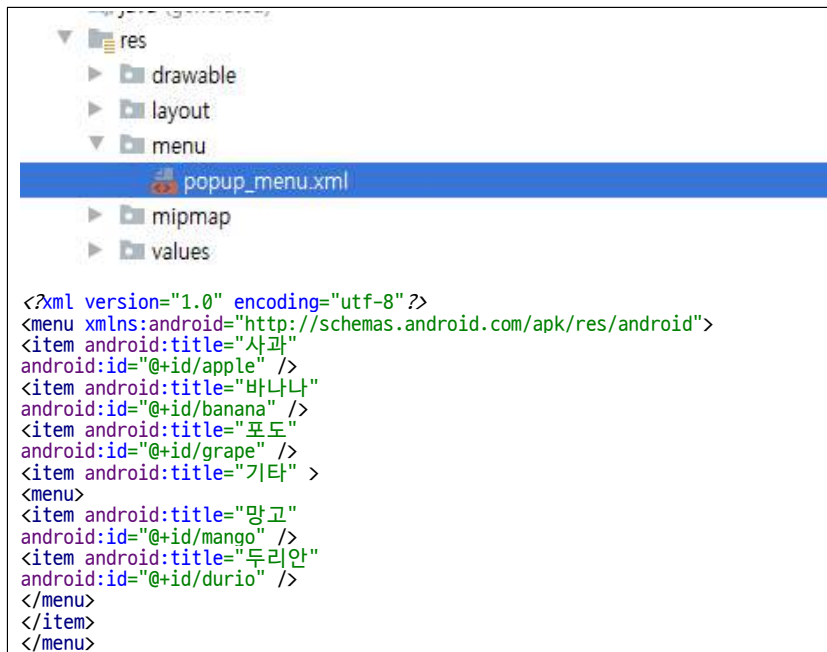 java (generated)
res
drawable
layout
menu
popup_menu.xml
mipmap
values
<?xml version="1.0" encoding="utf-8"?>
<menu xmlns:android="http://schemas.android.com/apk/res/android">
<item android:title="사과"
android:id="@+id/apple" />
<item android:title="바나나"
android:id="@+id/banana" />
<item android:title="포도"
android:id="@+id/grape" />
<item android:title="기타" >
<menu>
<item android:title="망고"
android:id="@+id/mango" />
<item android:title="두리안"
android:id="@+id/durio" />
</menu>
</item>
</menu>